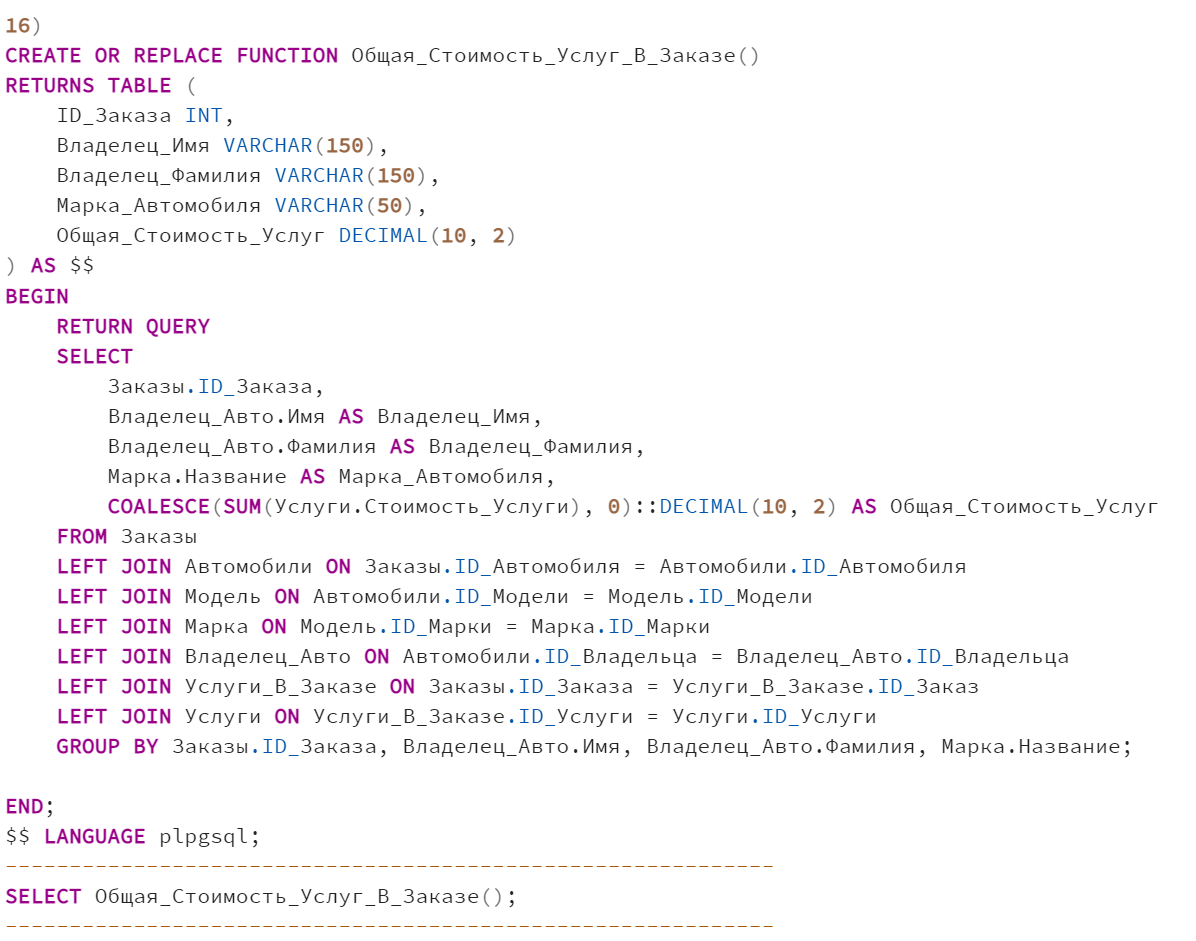 16)
CREATE OR REPLACE FUNCTION Общая_Стоимость_Услуг_В_Заказе()
RETURNS TABLE (
    ID_Заказа INT,
    Владелец_Имя VARCHAR(150),
    Владелец_Фамилия VARCHAR(150),
    Марка_Автомобиля VARCHAR(50),
    Общая_Стоимость_Услуг DECIMAL(10, 2)
) AS $$
BEGIN
    RETURN QUERY
    SELECT
        Заказы.ID_Заказа,
        Владелец_Авто.Имя AS Владелец_Имя,
        Владелец_Авто.Фамилия AS Владелец_Фамилия,
        Марка.Название AS Марка_Автомобиля,
        COALESCE(SUM(Услуги.Стоимость_Услуги), 0)::DECIMAL(10, 2) AS Общая_Стоимость_Услуг
    FROM Заказы
    LEFT JOIN Автомобили ON Заказы.ID_Автомобиля = Автомобили.ID_Автомобиля
    LEFT JOIN Модель ON Автомобили.ID_Модели = Модель.ID_Модели
    LEFT JOIN Марка ON Модель.ID_Марки = Марка.ID_Марки
    LEFT JOIN Владелец_Авто ON Автомобили.ID_Владельца = Владелец_Авто.ID_Владельца
    LEFT JOIN Услуги_В_Заказе ON Заказы.ID_Заказа = Услуги_В_Заказе.ID_Заказ
    LEFT JOIN Услуги ON Услуги_В_Заказе.ID_Услуги = Услуги.ID_Услуги
    GROUP BY Заказы.ID_Заказа, Владелец_Авто.Имя, Владелец_Авто.Фамилия, Марка.Название;
END;
$$ LANGUAGE plpgsql;
------------------------------------------------------------
SELECT Общая_Стоимость_Услуг_В_Заказе();
------------------------------------------------------------